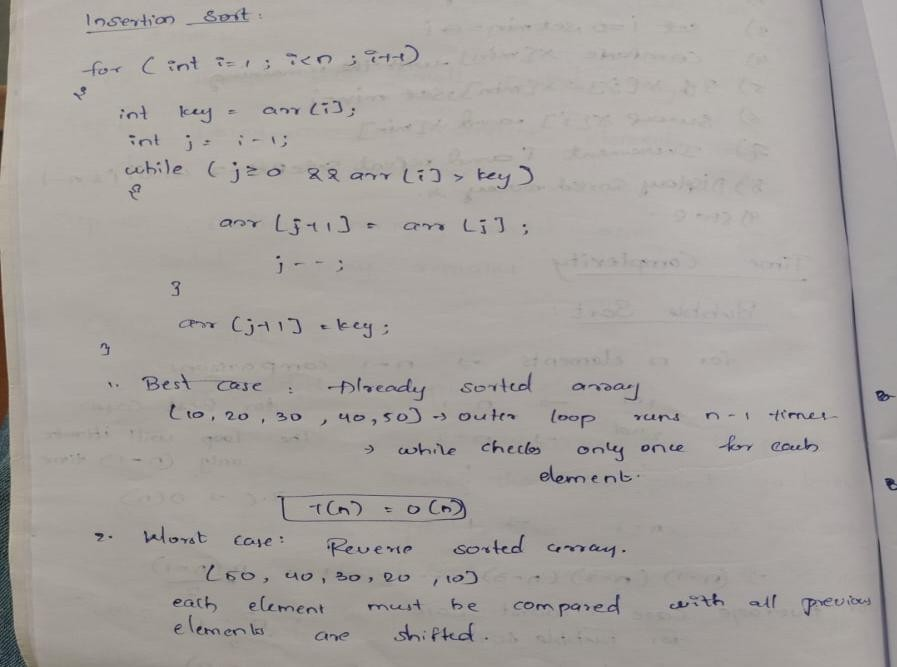 Insertion Sort:
for (int i=1; i<n; i++)
{
int key = arr[i];
int j = i-1;
while (j≥0 && arr[i] > key)
{
arr[j+1] = arr[j];
j--;
}
arr[j+1] = key;
}
1. Best case : Already sorted array
[10, 20, 30, 40, 50] → outer loop runs n-1 times
→ while checks only once for each
element.
T(n) = O(n)
2. Worst case: Reverse sorted array.
[50, 40, 30, 20, 10]
each element must be compared with all previous
elements are shifted.